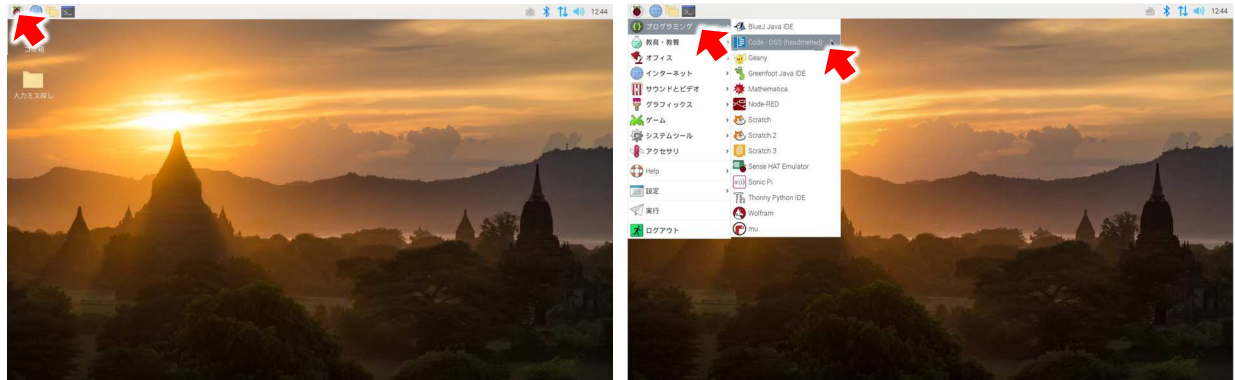 12:44
ゴミ箱
入力ミス探し
12:44
プログラミング
教育・教養
オフィス
インターネット
サウンドとビデオ
グラフィックス
ゲーム
システムツール
アクセサリ
Help
設定
実行
ログアウト
BlueJ Java IDE
Code - OSS (headmelted)
Geany
Greenfoot Java IDE
Mathematica
Node-RED
Scratch
Scratch 2
Scratch 3
Sense HAT Emulator
Sonic Pi
Thonny Python IDE
Wolfram
mu